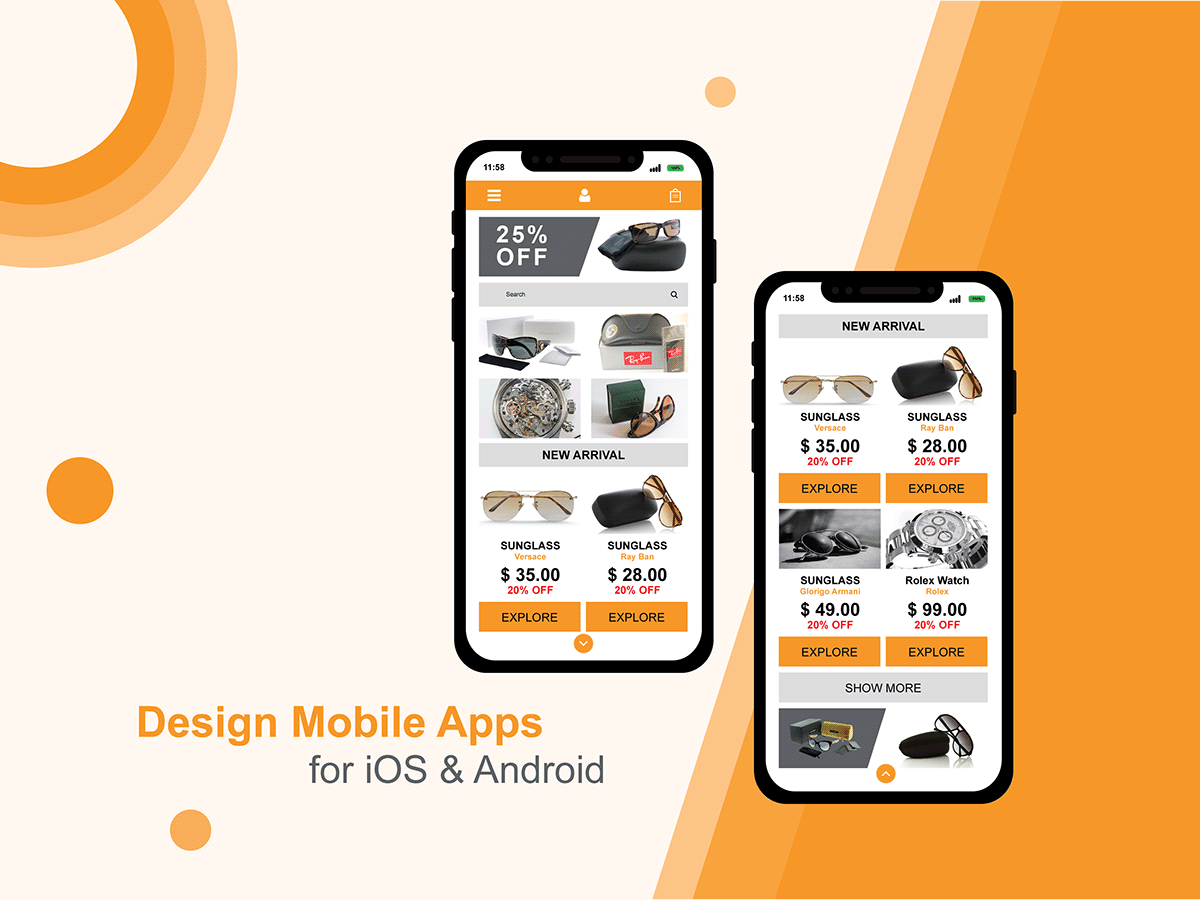 11:58
25%
OFF
Search
Ray-Ban
NEW ARRIVAL
SUNGLASS
Versace
$ 35.00
20% OFF
EXPLORE
SUNGLASS
Ray Ban
$ 28.00
20% OFF
EXPLORE
11:58
NEW ARRIVAL
SUNGLASS
Versace
$ 35.00
20% OFF
EXPLORE
SUNGLASS
Ray Ban
$ 28.00
20% OFF
EXPLORE
SUNGLASS
Giorigo Armani
$ 49.00
20% OFF
EXPLORE
Rolex Watch
Rolex
$ 99.00
20% OFF
EXPLORE
SHOW MORE
Design Mobile Apps
for iOS & Android